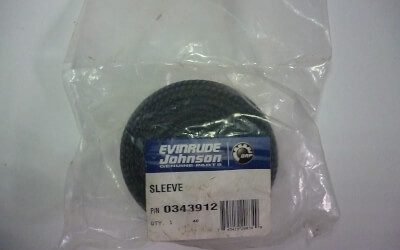 EVINRUDE
Johnson
GENUINE PARTS
BRP
SLEEVE
P/N 0343912
QTY. 1